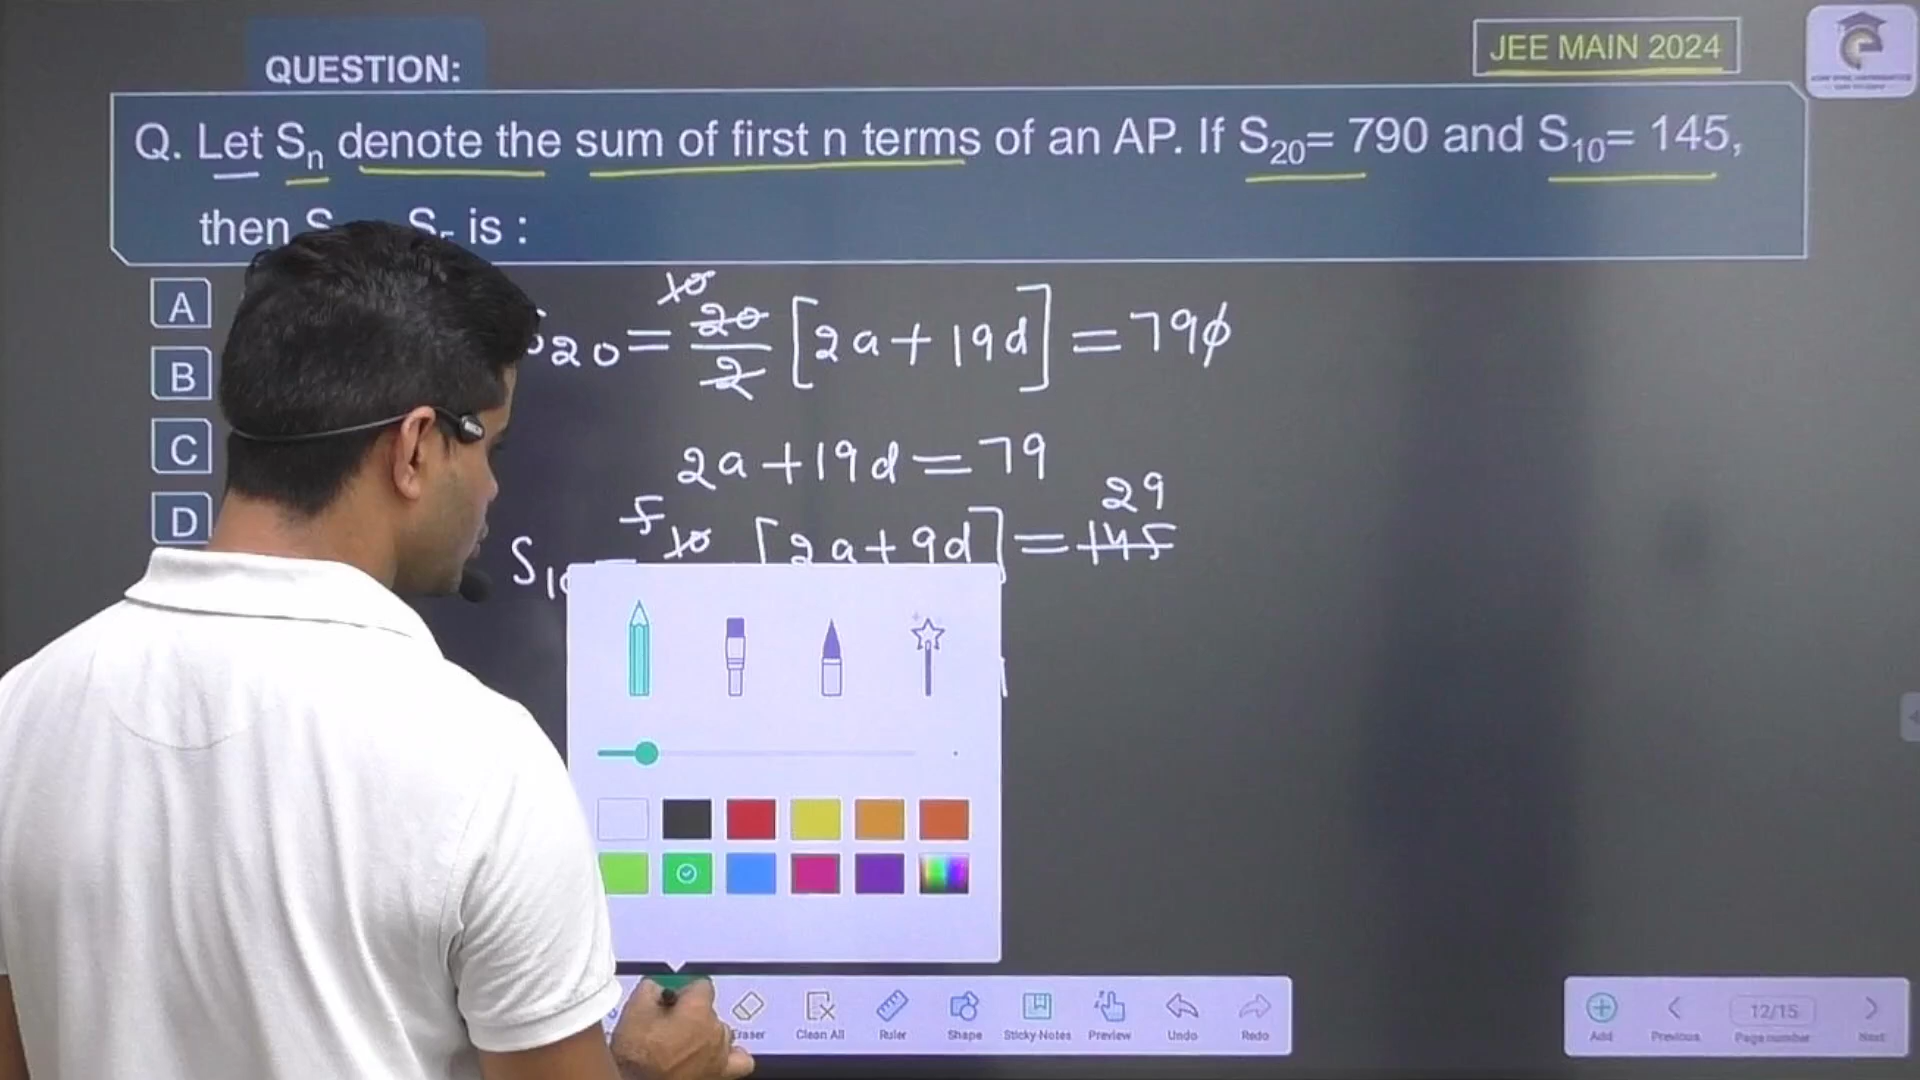 JEE MAIN 2024
QUESTION:
Q. Let Sn denote the sum of first n terms of an AP. If S20= 790 and S10= 145,
then S S is :
A
B
C
D
10
S20 = 20/2 [2a + 19d] = 790
2a + 19d = 79
29
5
S10 = 10 [2a + 9d] = 145
Eraser
Clean All
Ruler
Shape
Sticky-Notes
Preview
Undo
Redo
Add
Previous
12/15
Page number
Next